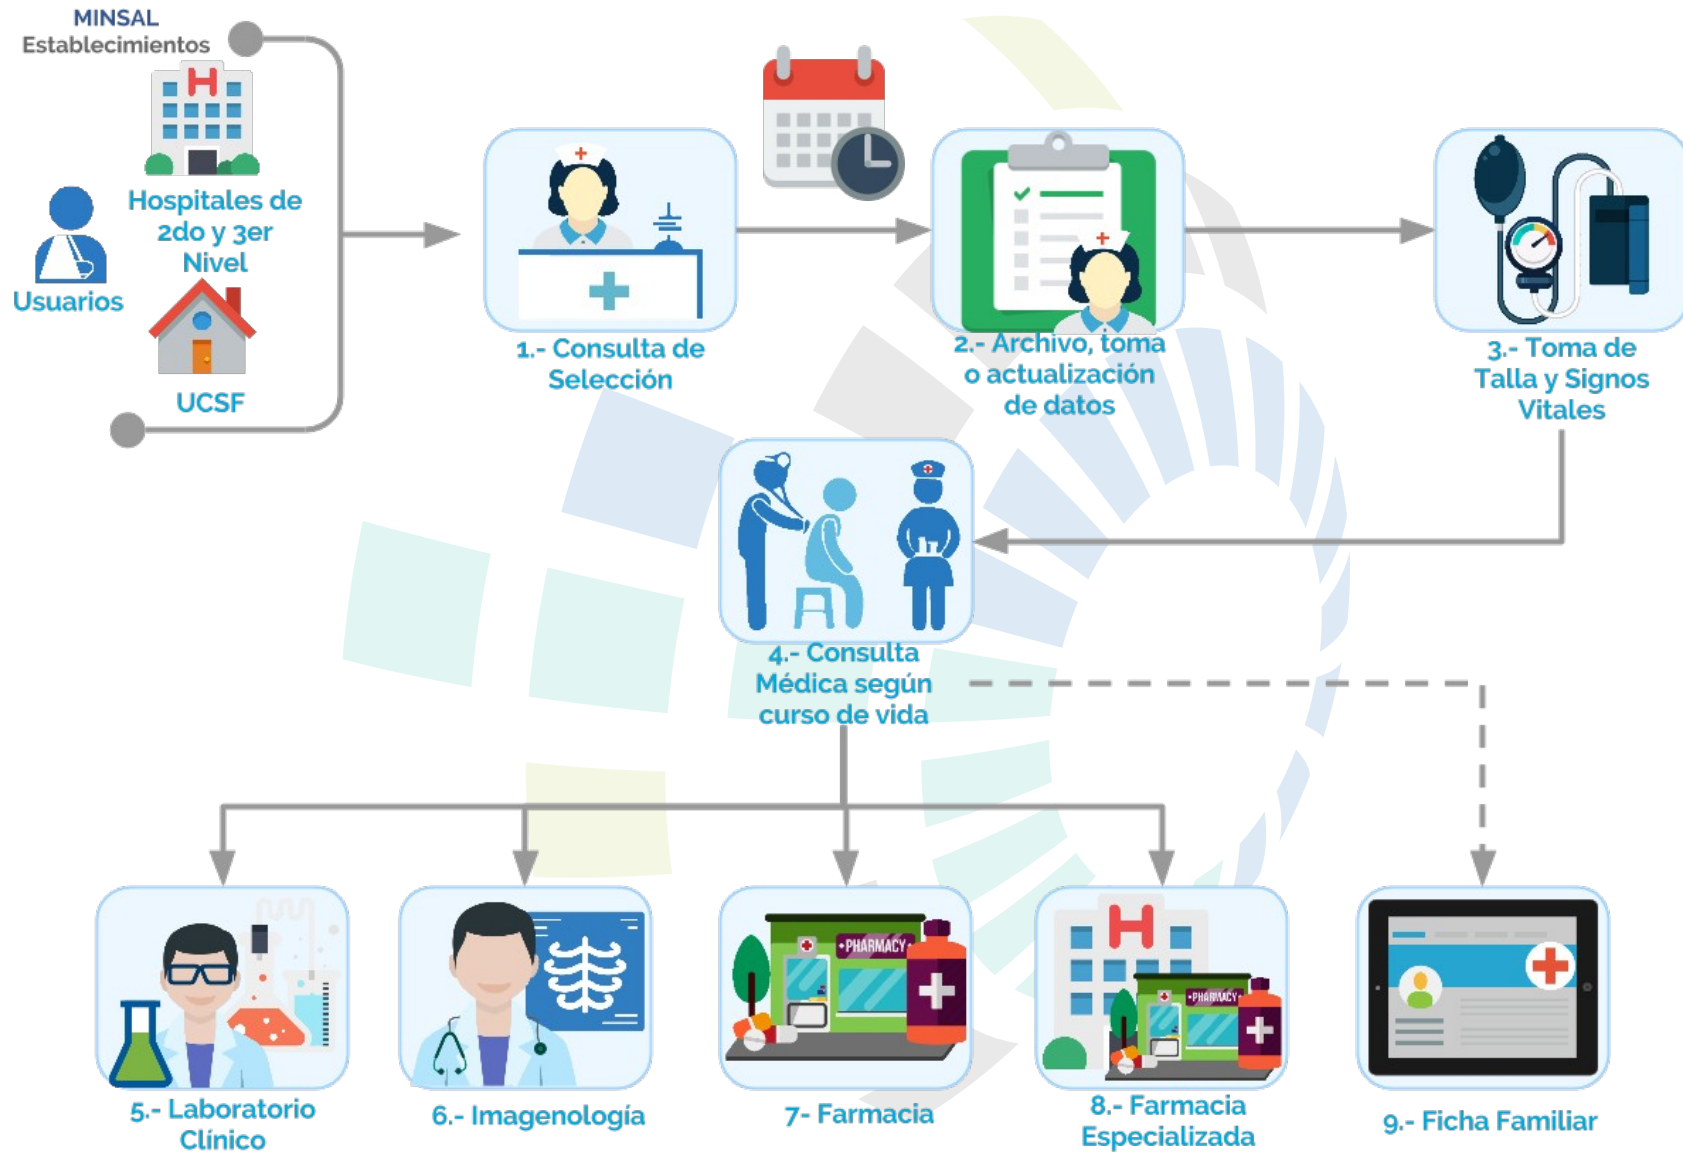 MINSAL
Establecimientos
H
Hospitales de
2do y 3er
Nivel
Usuarios
UCSF
1.- Consulta de
Selección
2.- Archivo, toma
o actualización
de datos
3.- Toma de
Talla y Signos
Vitales
4.- Consulta
Médica según
curso de vida
PHARMACY
H
PHARMACY
5.- Laboratorio
Clínico
6.- Imagenología
7- Farmacia
8.- Farmacia
Especializada
9.- Ficha Familiar